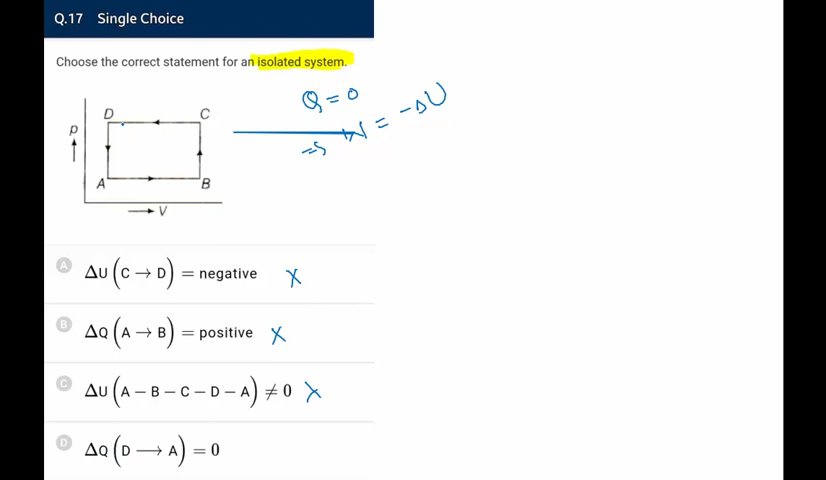 Q.17 Single Choice
Choose the correct statement for an isolated system.
Q = 0
⇒ W = -ΔU
D C
P
A B
V
A ΔU(C → D) = negative X
B ΔQ(A → B) = positive X
C ΔU(A − B − C − D − A) ≠ 0 X
D ΔQ(D ⟶ A) = 0